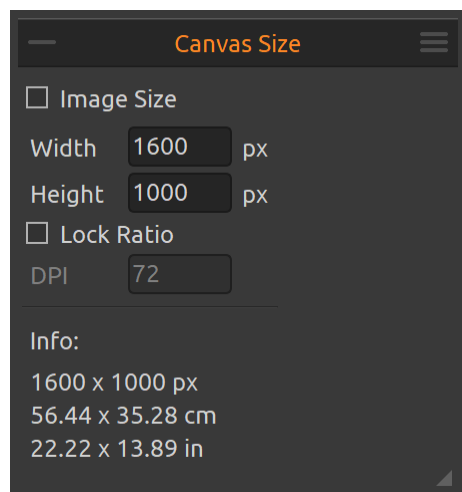 Canvas Size
Image Size
Width 1600 px
Height 1000 px
Lock Ratio
DPI 72
Info:
1600 x 1000 px
56.44 x 35.28 cm
22.22 x 13.89 in